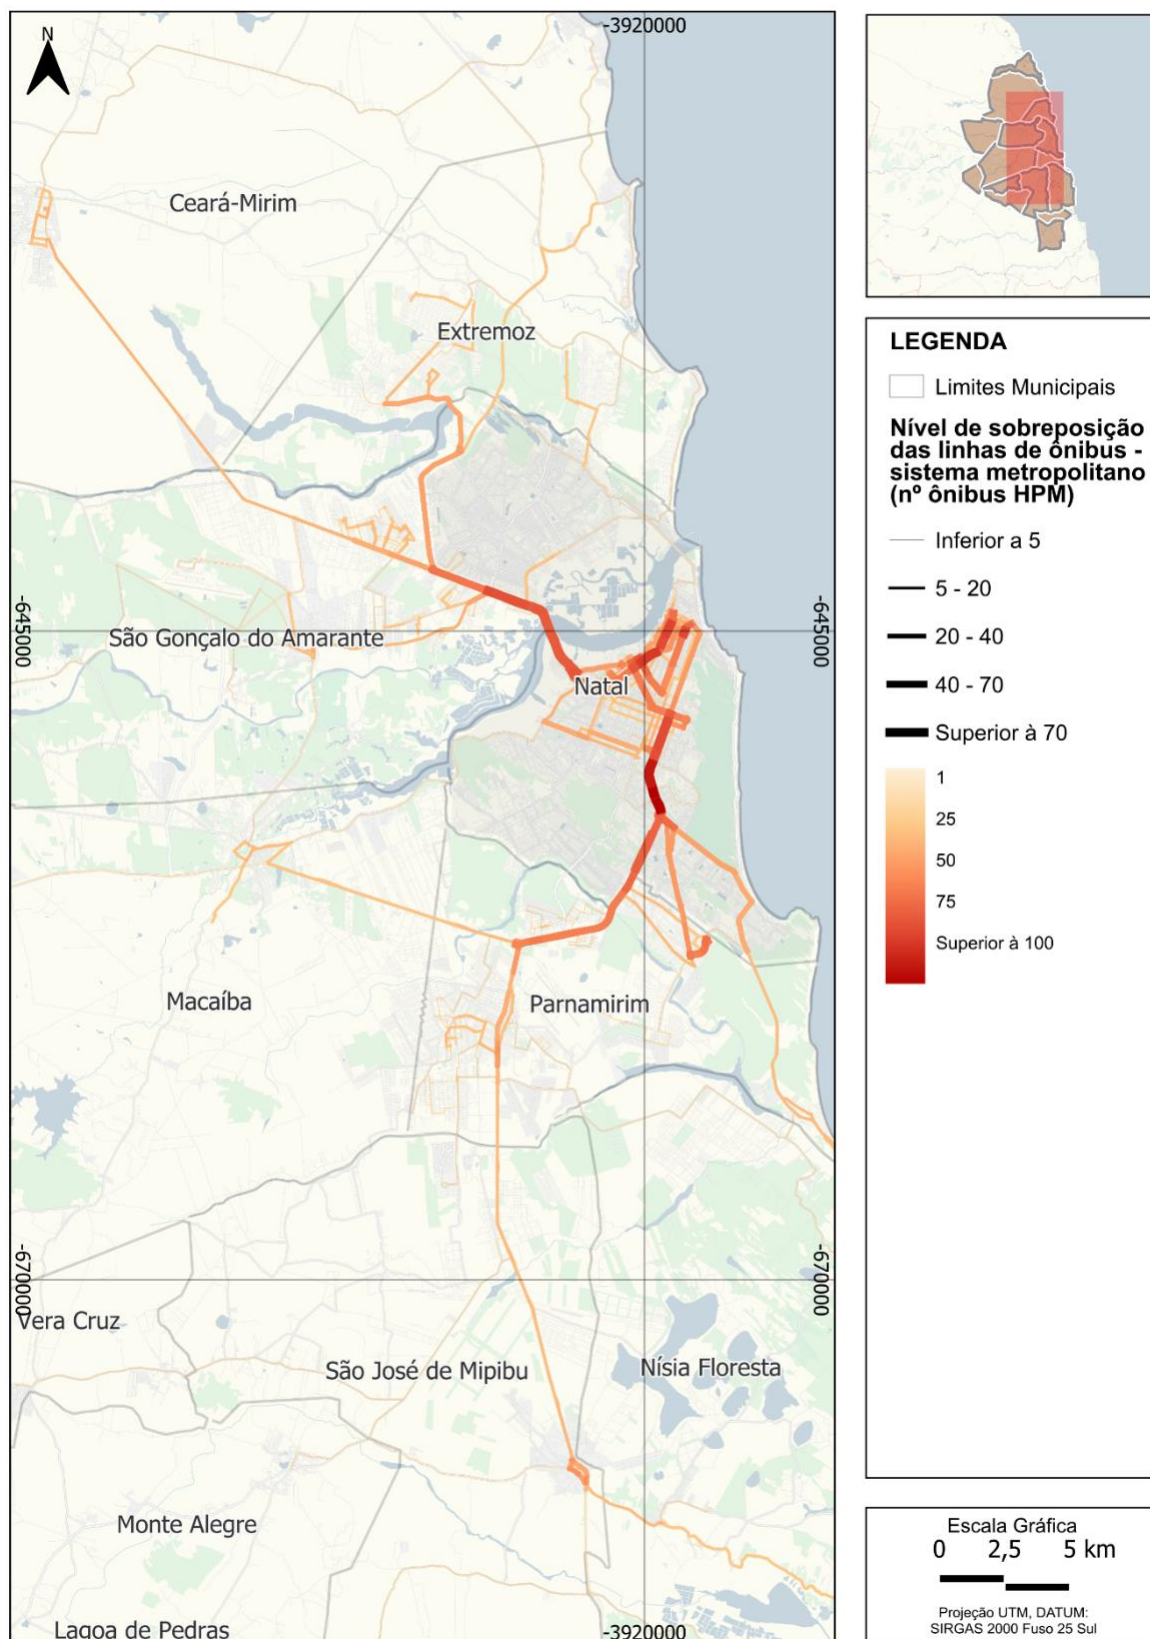 N
-3920000
Ceará-Mirim
Extremoz
-645000
-645000
São Gonçalo do Amarante
Natal
Macaíba
Parnamirim
-670000
-670000
Vera Cruz
São José de Mipibu
Nísia Floresta
Monte Alegre
Lagoa de Pedras
-3920000
LEGENDA
Limites Municipais
Nível de sobreposição
das linhas de ônibus -
sistema metropolitano
(nº ônibus HPM)
Inferior a 5
5 - 20
20 - 40
40 - 70
Superior à 70
1
25
50
75
Superior à 100
Escala Gráfica
0 2,5 5 km
Projeção UTM, DATUM:
SIRGAS 2000 Fuso 25 Sul